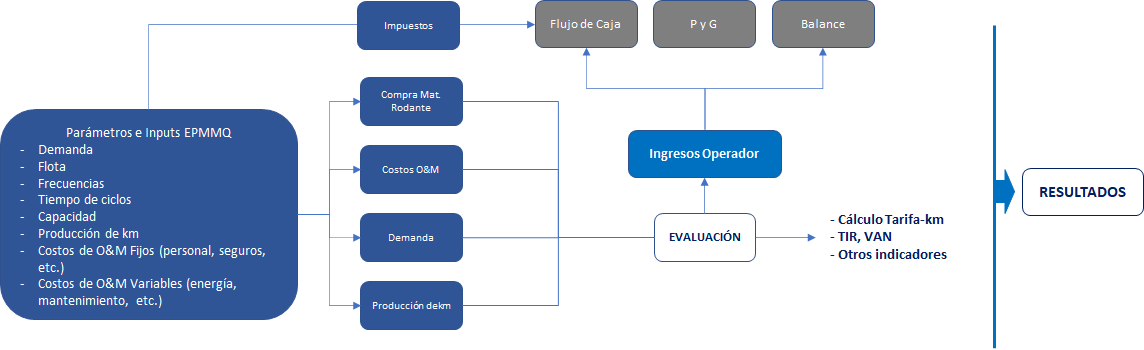 Impuestos
Flujo de Caja
P y G
Balance
Compra Mat.
Rodante
Parámetros e Inputs EPMMQ
- Demanda
- Flota
- Frecuencias
- Tiempo de ciclos
- Capacidad
- Producción de km
- Costos de O&M Fijos (personal, seguros,
etc.)
- Costos de O&M Variables (energía,
mantenimiento, etc.)
Costos O&M
Demanda
Producción dekm
Ingresos Operador
EVALUACIÓN
- Cálculo Tarifa-km
- TIR, VAN
- Otros indicadores
RESULTADOS